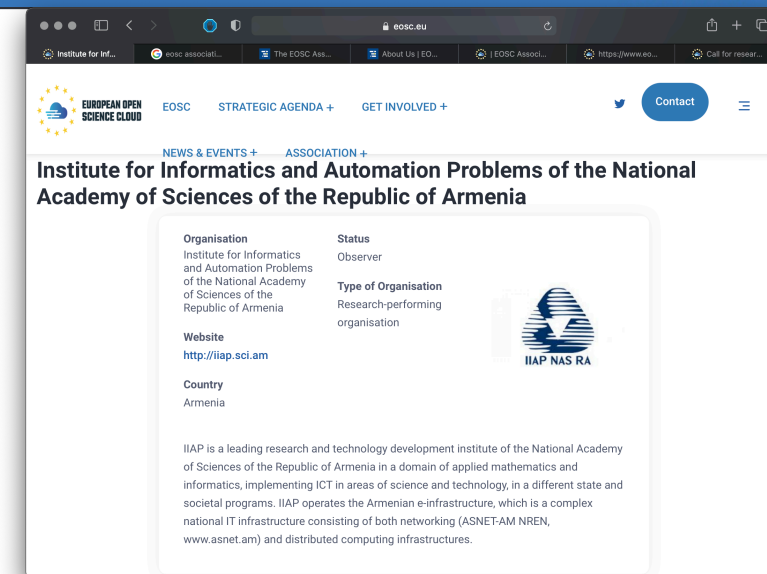 eosc.eu
Institute for Inf...
eosc associati...
The EOSC Ass...
About Us | EO...
| EOSC Associ...
https://www.eo...
Call for resear...
EUROPEAN OPEN
SCIENCE CLOUD
EOSC
STRATEGIC AGENDA +
GET INVOLVED +
Contact
NEWS & EVENTS +
ASSOCIATION +
Institute for Informatics and Automation Problems of the National
Academy of Sciences of the Republic of Armenia
Organisation
Institute for Informatics
and Automation Problems
of the National Academy
of Sciences of the
Republic of Armenia
Website
http://iiap.sci.am
Country
Armenia
Status
Observer
Type of Organisation
Research-performing
organisation
IIAP NAS RA
IIAP is a leading research and technology development institute of the National Academy
of Sciences of the Republic of Armenia in a domain of applied mathematics and
informatics, implementing ICT in areas of science and technology, in a different state and
societal programs. IIAP operates the Armenian e-infrastructure, which is a complex
national IT infrastructure consisting of both networking (ASNET-AM NREN,
www.asnet.am) and distributed computing infrastructures.